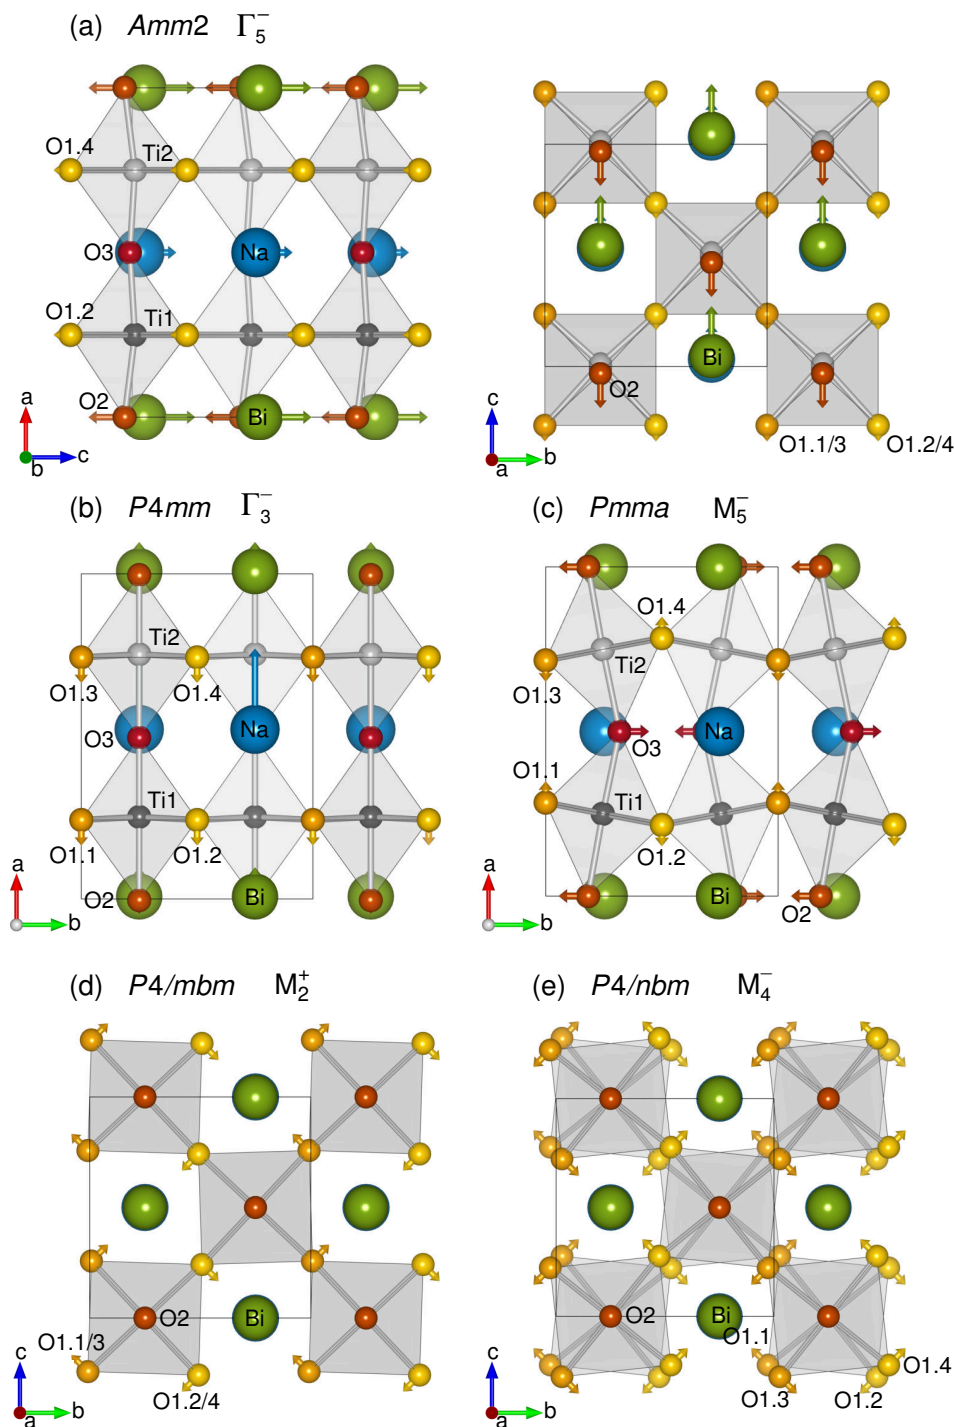 (a) Amm2 Γ5−
O1.4
Ti2
O3
Na
O1.2
Ti1
O2
Bi
a
b
c
Bi
O2
O1.1/3
O1.2/4
c
a
b
(b) P4mm Γ3−
Ti2
O1.3
O1.4
O3
Na
Ti1
O1.1
O1.2
O2
Bi
a
b
(c) Pmma M5−
O1.4
Ti2
O1.3
Na
O3
O1.1
Ti1
O1.2
Bi
O2
a
b
(d) P4/mbm M2+
O2
Bi
O1.1/3
O1.2/4
c
a
b
(e) P4/nbm M4−
O2
Bi
O1.1
O1.4
O1.3
O1.2
c
a
b